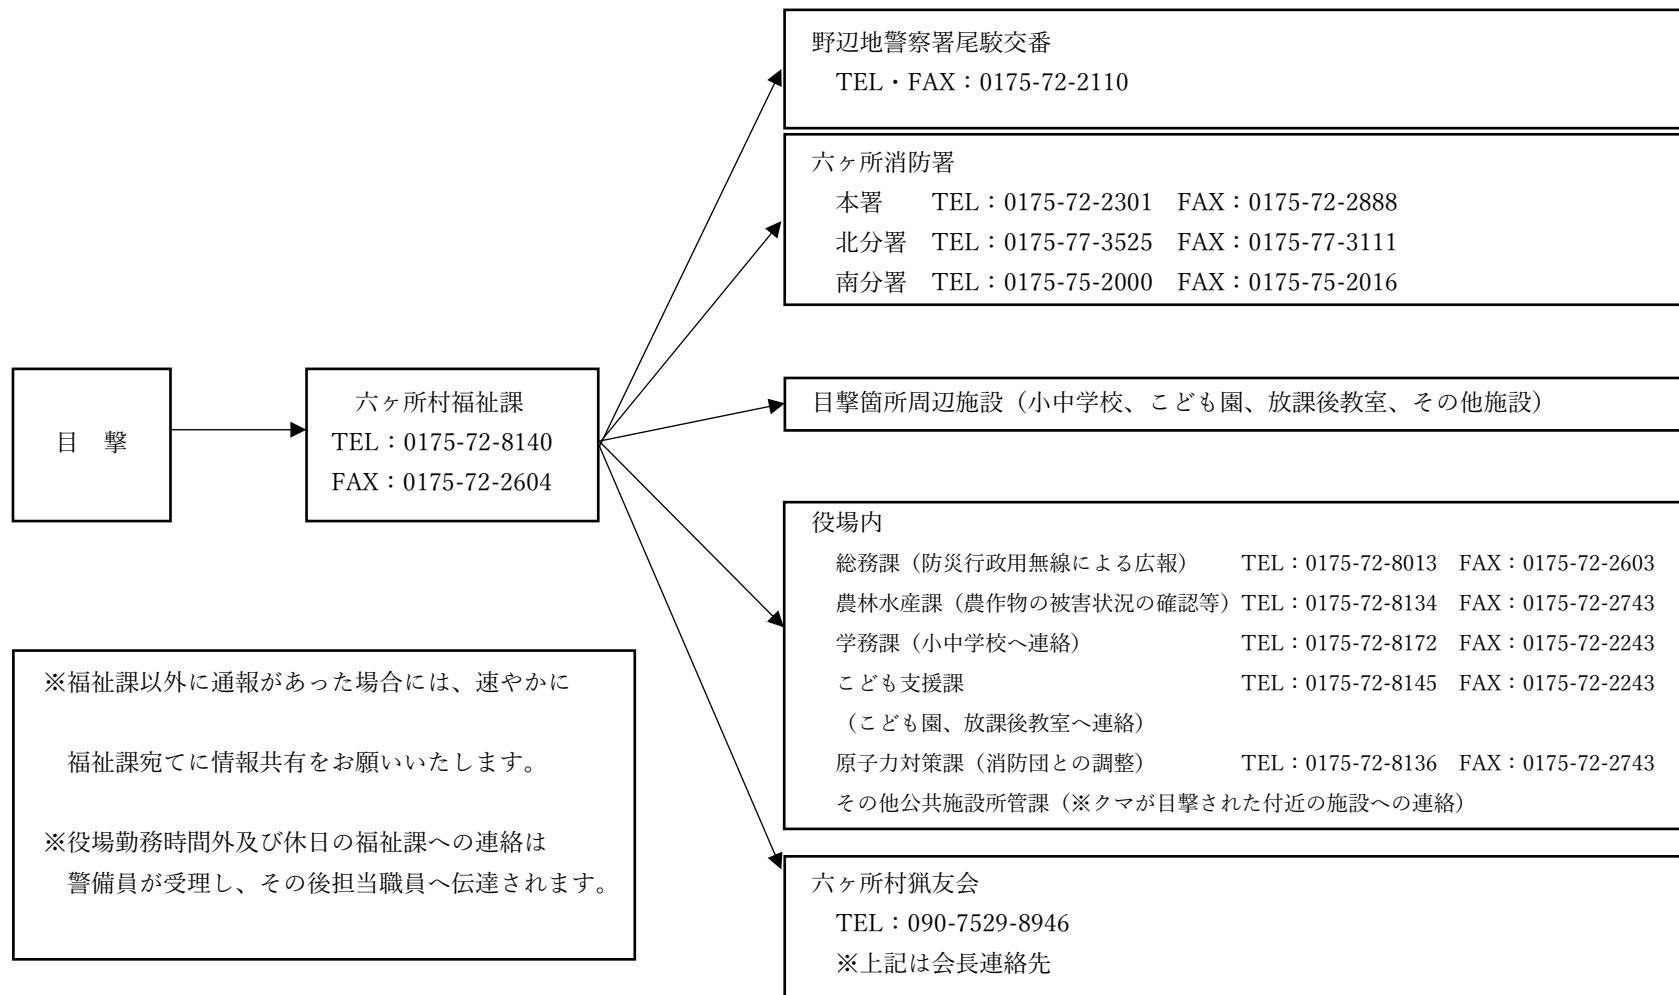 野辺地警察署尾駮交番
TEL・FAX：0175-72-2110
六ヶ所消防署
本署　　TEL：0175-72-2301　FAX：0175-72-2888
北分署　TEL：0175-77-3525　FAX：0175-77-3111
南分署　TEL：0175-75-2000　FAX：0175-75-2016
目　撃
六ヶ所村福祉課
TEL：0175-72-8140
FAX：0175-72-2604
目撃箇所周辺施設（小中学校、こども園、放課後教室、その他施設）
役場内
総務課（防災行政用無線による広報）　TEL：0175-72-8013　FAX：0175-72-2603
農林水産課（農作物の被害状況の確認等）TEL：0175-72-8134　FAX：0175-72-2743
学務課（小中学校へ連絡）　TEL：0175-72-8172　FAX：0175-72-2243
こども支援課　TEL：0175-72-8145　FAX：0175-72-2243
（こども園、放課後教室へ連絡）
原子力対策課（消防団との調整）　TEL：0175-72-8136　FAX：0175-72-2743
その他公共施設所管課（※クマが目撃された付近の施設への連絡）
※福祉課以外に通報があった場合には、速やかに
福祉課宛てに情報共有をお願いいたします。
※役場勤務時間外及び休日の福祉課への連絡は
警備員が受理し、その後担当職員へ伝達されます。
六ヶ所村猟友会
TEL：090-7529-8946
※上記は会長連絡先